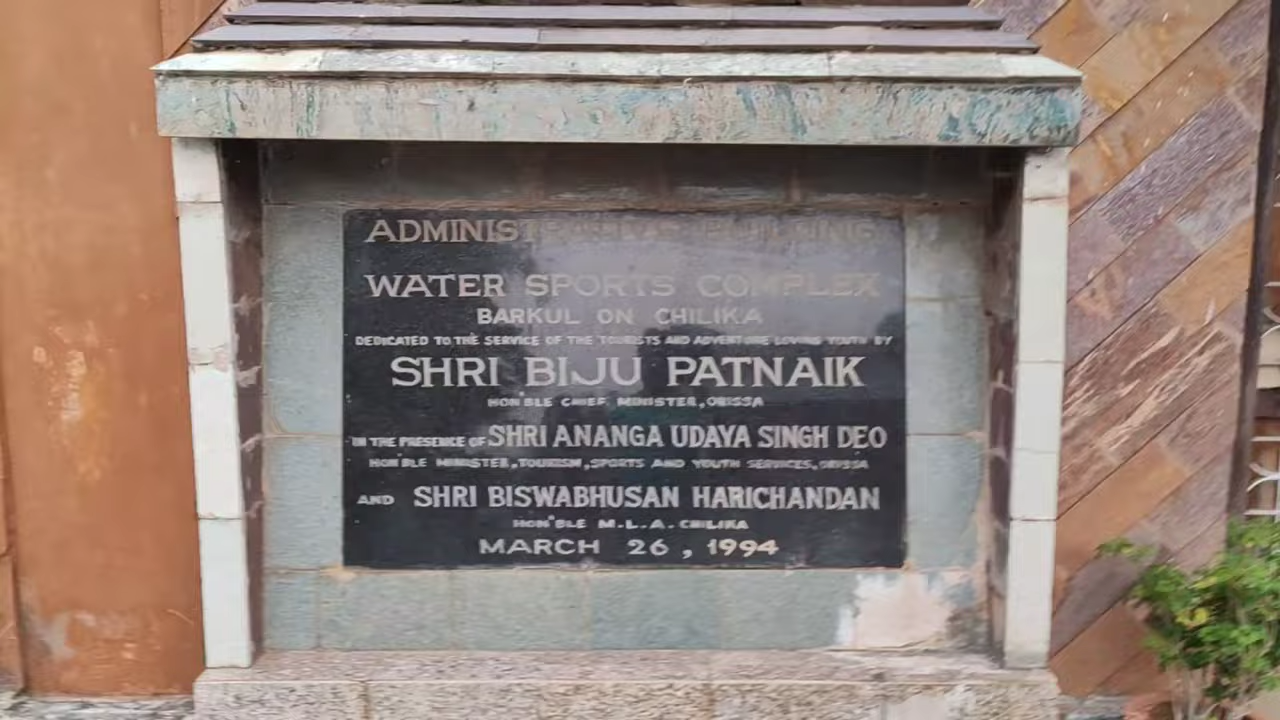 ADMINISTRATIVE BUILDING
WATER SPORTS COMPLEX
BARKUL ON CHILIKA
DEDICATED TO THE SERVICE OF THE TOURISTS AND ADVENTURE LOVING YOUTH BY
SHRI BIJU PATNAIK
HON'BLE CHIEF MINISTER, ORISSA
IN THE PRESENCE OF SHRI ANANGA UDAYA SINGH DEO
HON'BLE MINISTER, TOURISM, SPORTS AND YOUTH SERVICES, ORISSA
AND SHRI BISWABHUSAN HARICHANDAN
HON'BLE M.L.A. CHILIKA
MARCH 26, 1994